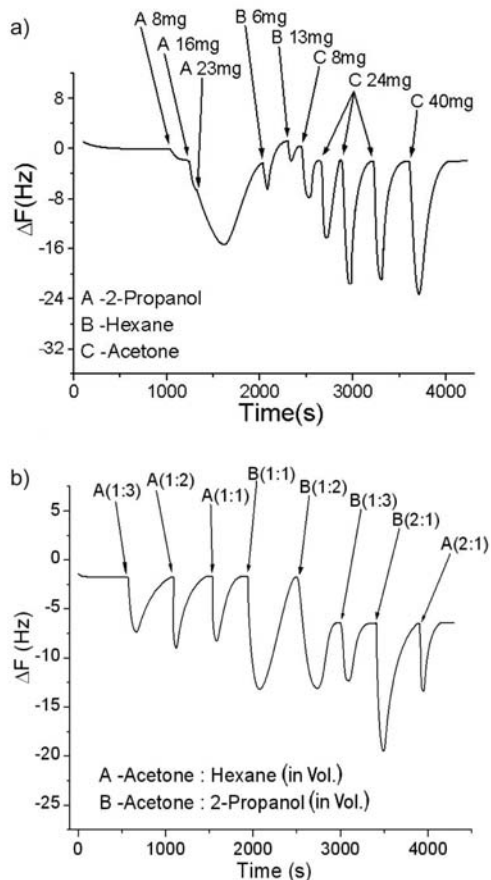 a)
A 8mg
A 16mg
A 23mg
B 6mg
B 13mg
C 8mg
C 24mg
C 40mg
8
0
-8
-16
-24
-32
ΔF(Hz)
A -2-Propanol
B -Hexane
C -Acetone
0 1000 2000 3000 4000
Time(s)
b)
A(1:3)
A(1:2)
A(1:1)
B(1:1)
B(1:2)
B(1:3)
B(2:1)
A(2:1)
5
0
-5
-10
-15
-20
-25
ΔF (Hz)
A -Acetone : Hexane (in Vol.)
B -Acetone : 2-Propanol (in Vol.)
0 1000 2000 3000 4000
Time (s)